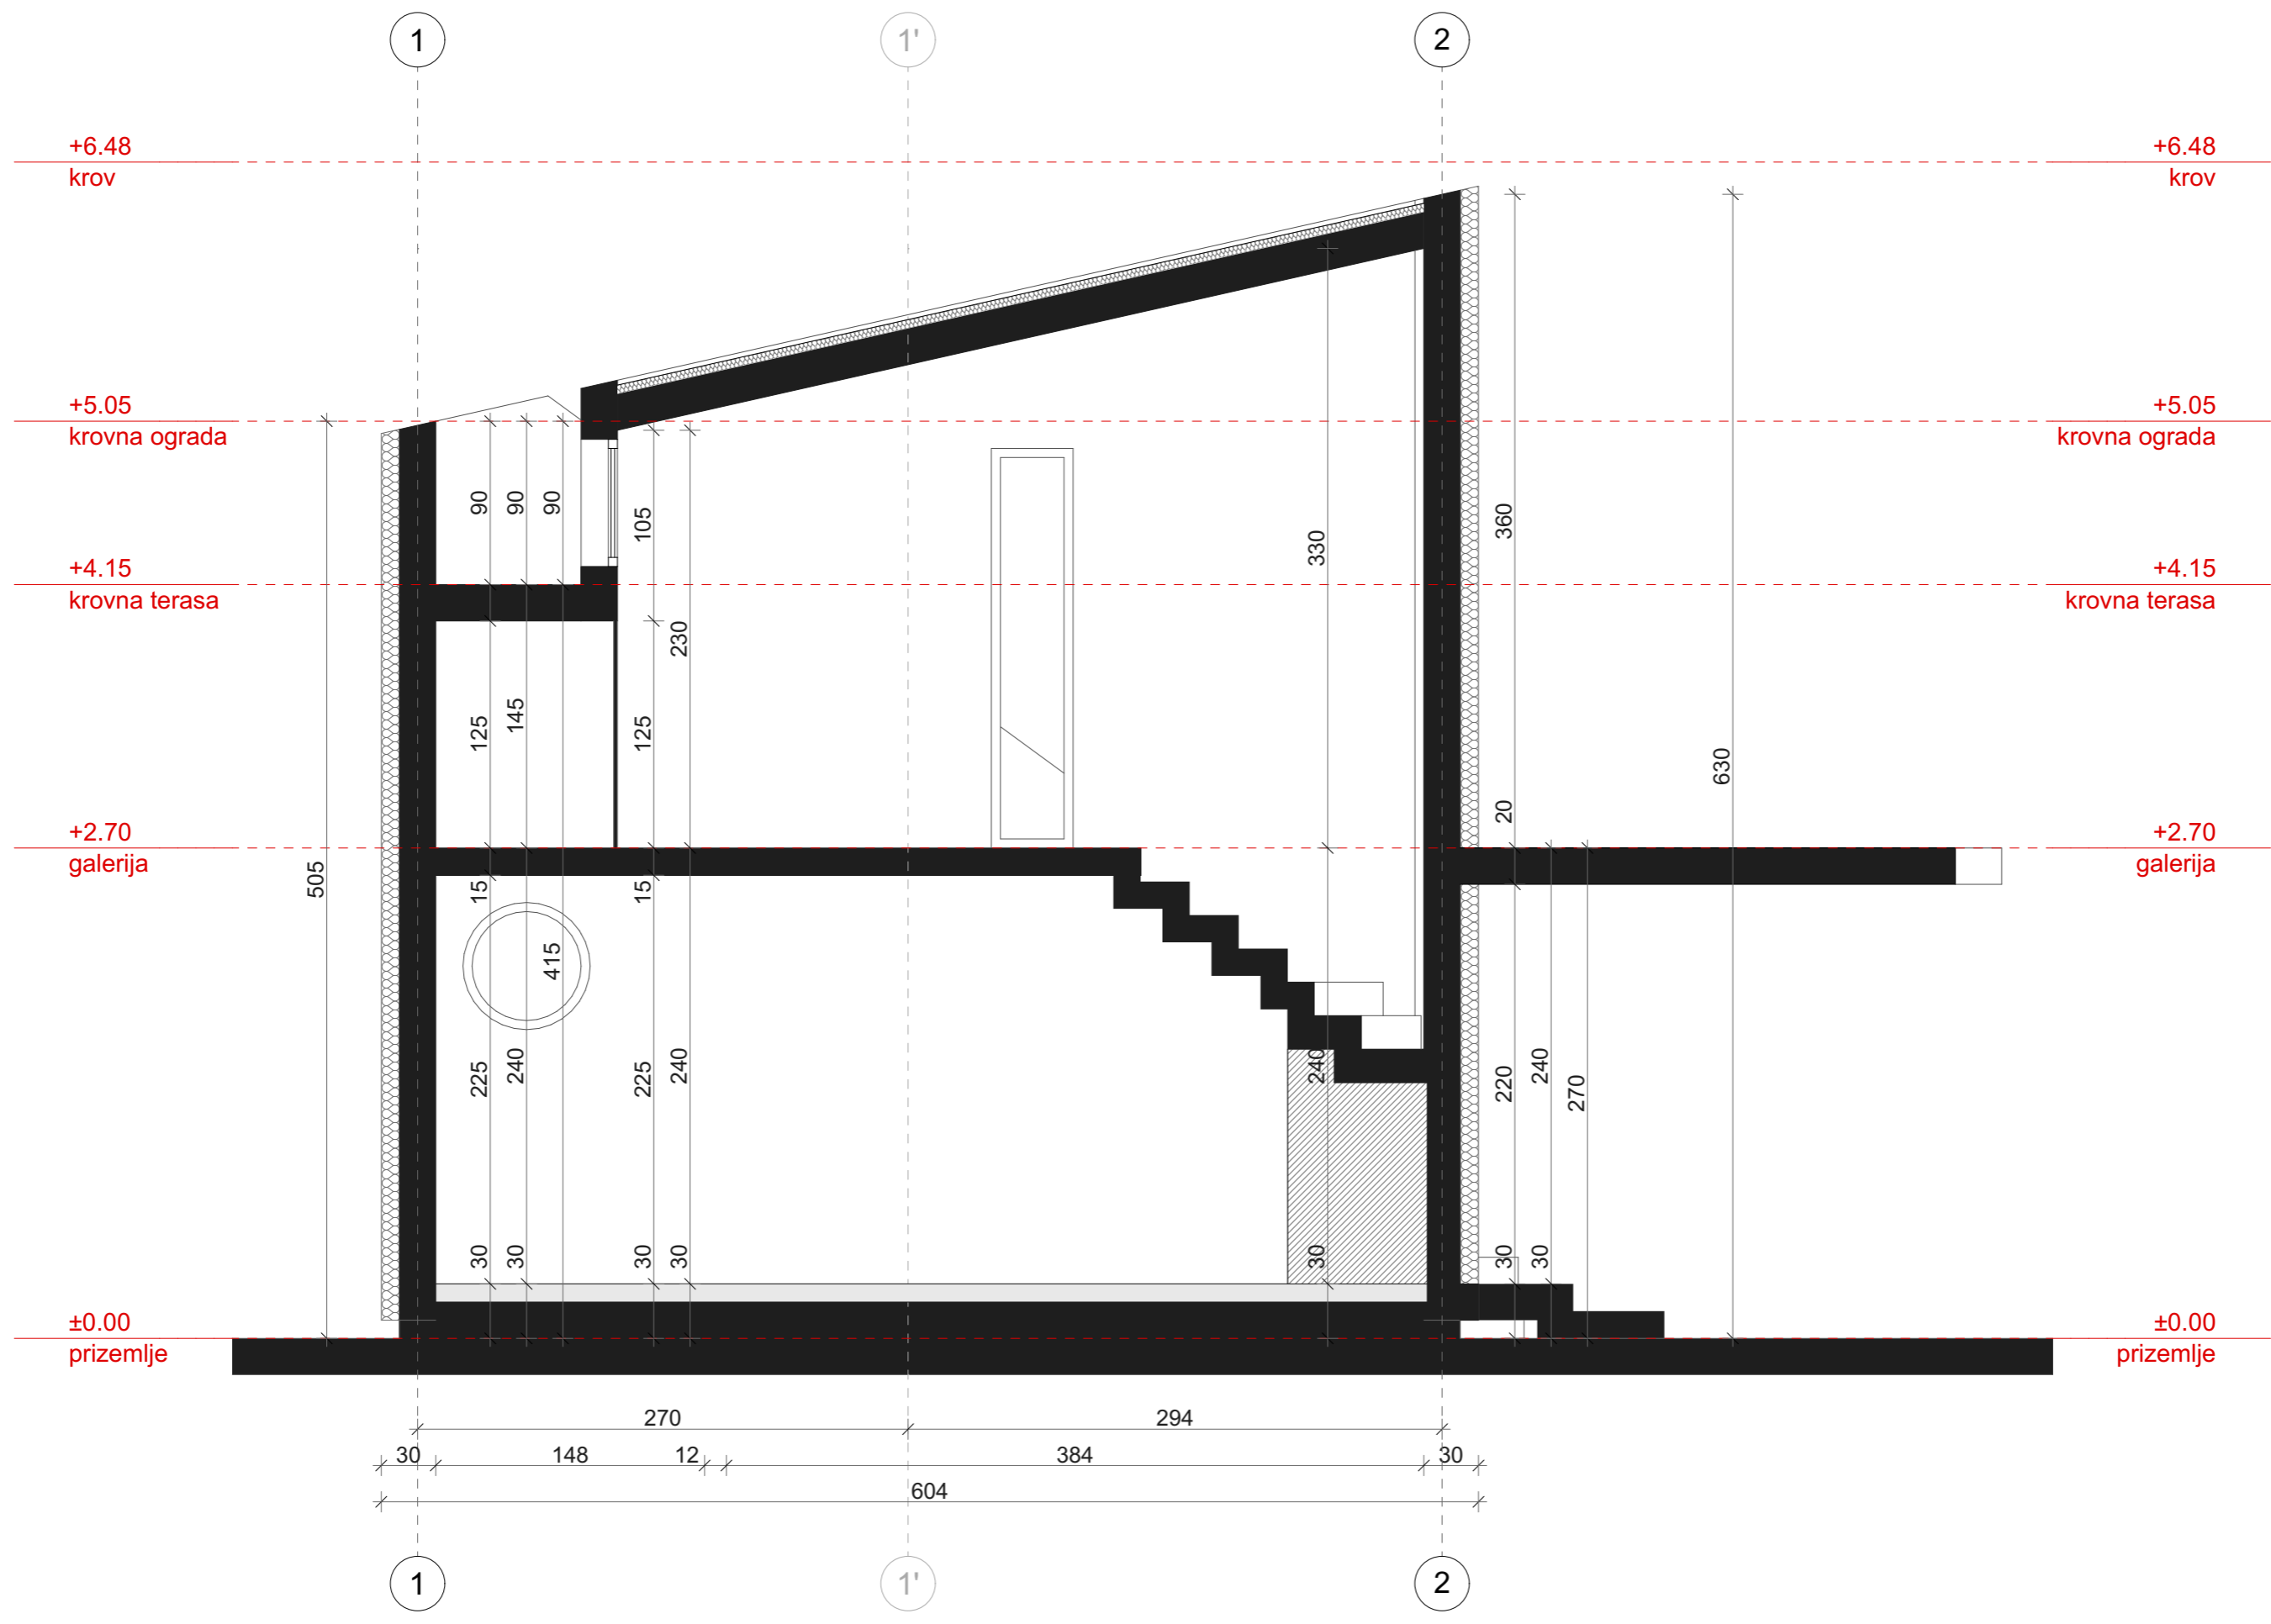 1 1' 2
+6.48 +6.48
krov krov
+5.05 +5.05
krovna ograda krovna ograda
90 90 90 105 330 360
+4.15 +4.15
krovna terasa krovna terasa
230
125 145 125 20 630
+2.70 +2.70
galerija galerija
505 15 15
415
225 240 225 240 240 220 240 270
30 30 30 30 30 30 30
±0.00 ±0.00
prizemlje prizemlje
270 294
30 148 12 384 30
604
1 1' 2